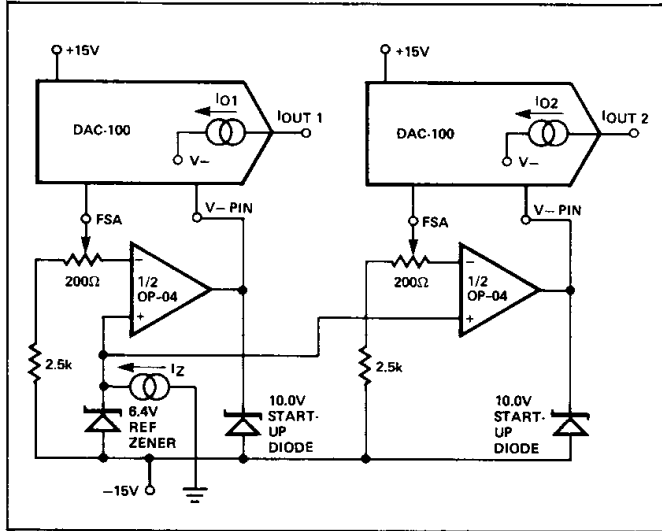 +15V
+15V
DAC-100
IO1
IOUT 1
V−
DAC-100
IO2
IOUT 2
V−
FSA
V− PIN
FSA
V− PIN
200Ω
−
1/2
OP-04
+
200Ω
−
1/2
OP-04
+
2.5k
IZ
2.5k
6.4V
REF
ZENER
10.0V
START-
UP
DIODE
10.0V
START-
UP
DIODE
−15V